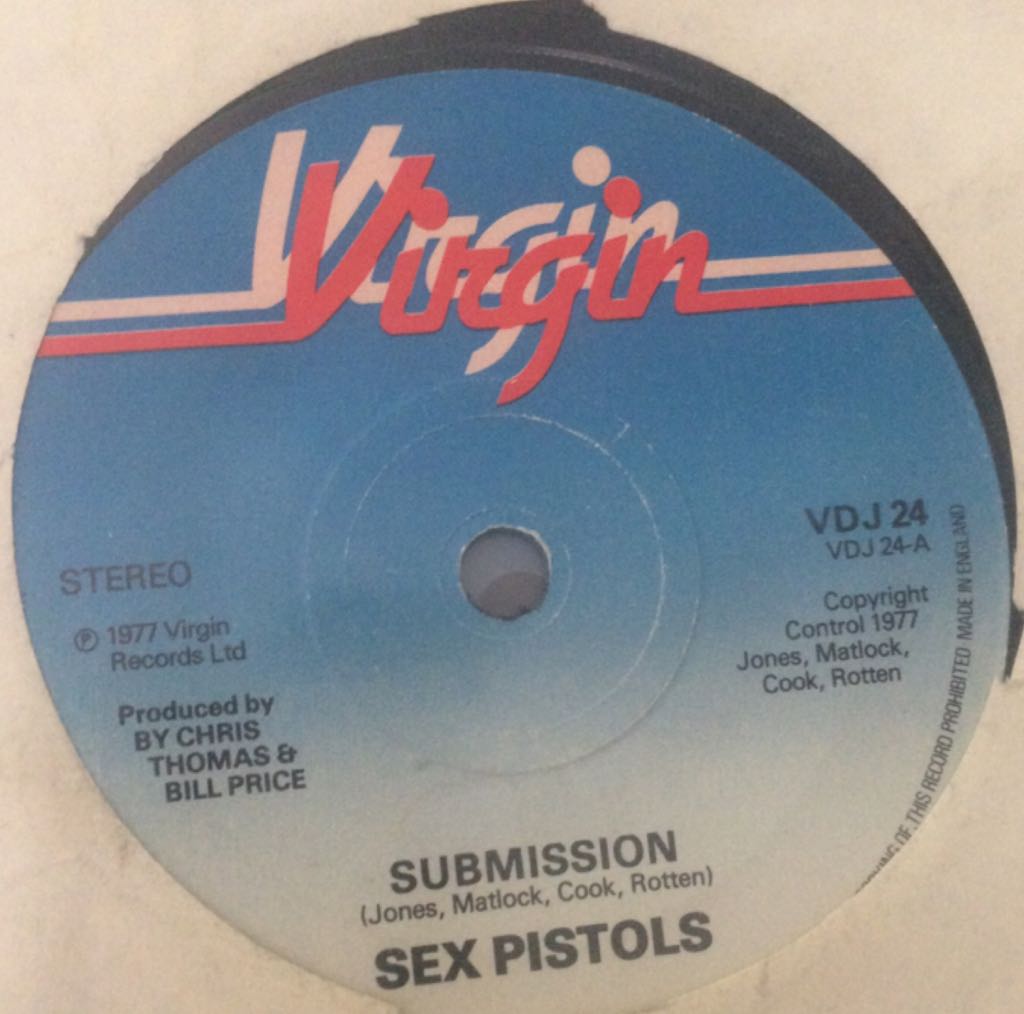 Virgin
VDJ 24
VDJ 24-A
STEREO
Ⓟ 1977 Virgin
Records Ltd
Copyright
Control 1977
Jones, Matlock,
Cook, Rotten
Produced by
BY CHRIS
THOMAS &
BILL PRICE
OF THIS RECORD PROHIBITED MADE IN ENGLAND
SUBMISSION
(Jones, Matlock, Cook, Rotten)
SEX PISTOLS